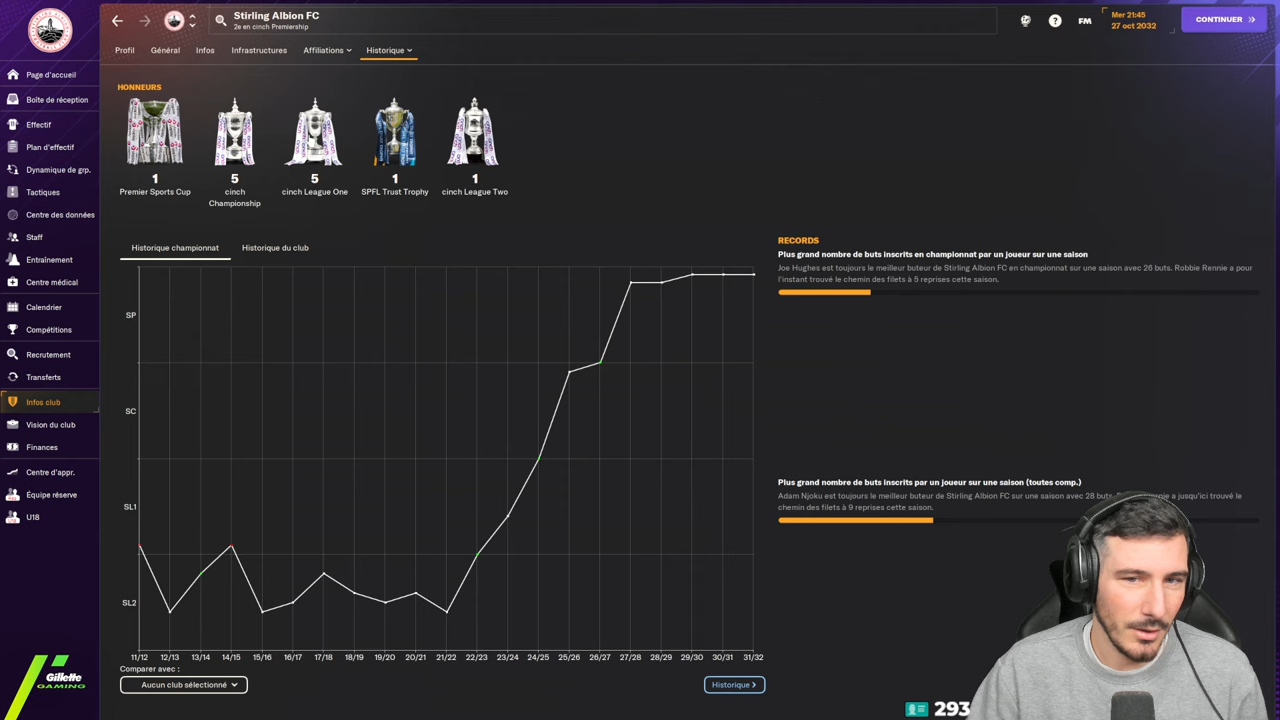 Stirling Albion FC
2e en cinch Premiership
FM
Mer 21:45
27 oct 2032
CONTINUER
Profil
Général
Infos
Infrastructures
Affiliations
Historique
Page d'accueil
Boîte de réception
Effectif
Plan d'effectif
Dynamique de grp.
Tactiques
Centre des données
Staff
Entraînement
Centre médical
Calendrier
Compétitions
Recrutement
Transferts
Infos club
Vision du club
Finances
Centre d'appr.
Équipe réserve
U18
Gillette
GAMING
HONNEURS
1
Premier Sports Cup
5
cinch
Championship
5
cinch League One
1
SPFL Trust Trophy
1
cinch League Two
Historique championnat
Historique du club
SP
SC
SL1
SL2
11/12 12/13 13/14 14/15 15/16 16/17 17/18 18/19 19/20 20/21 21/22 22/23 23/24 24/25 25/26 26/27 27/28 28/29 29/30 30/31 31/32
Comparer avec :
Aucun club sélectionné
Historique
RECORDS
Plus grand nombre de buts inscrits en championnat par un joueur sur une saison
Joe Hughes est toujours le meilleur buteur de Stirling Albion FC en championnat sur une saison avec 26 buts. Robbie Rennie a pour
l'instant trouvé le chemin des filets à 5 reprises cette saison.
Plus grand nombre de buts inscrits par un joueur sur une saison (toutes comp.)
Adam Njoku est toujours le meilleur buteur de Stirling Albion FC sur une saison avec 28 buts. a jusqu'ici trouvé le
chemin des filets à 9 reprises cette saison.
293